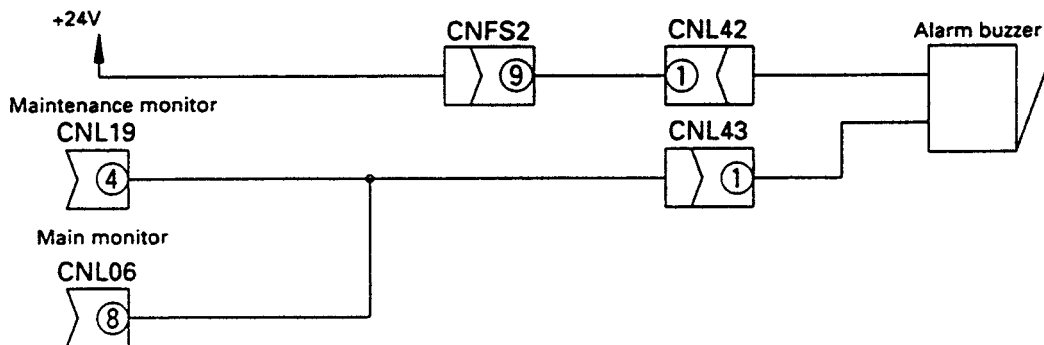 +24V
CNFS2
CNL42
Alarm buzzer
9
1
Maintenance monitor
CNL19
CNL43
4
1
Main monitor
CNL06
8